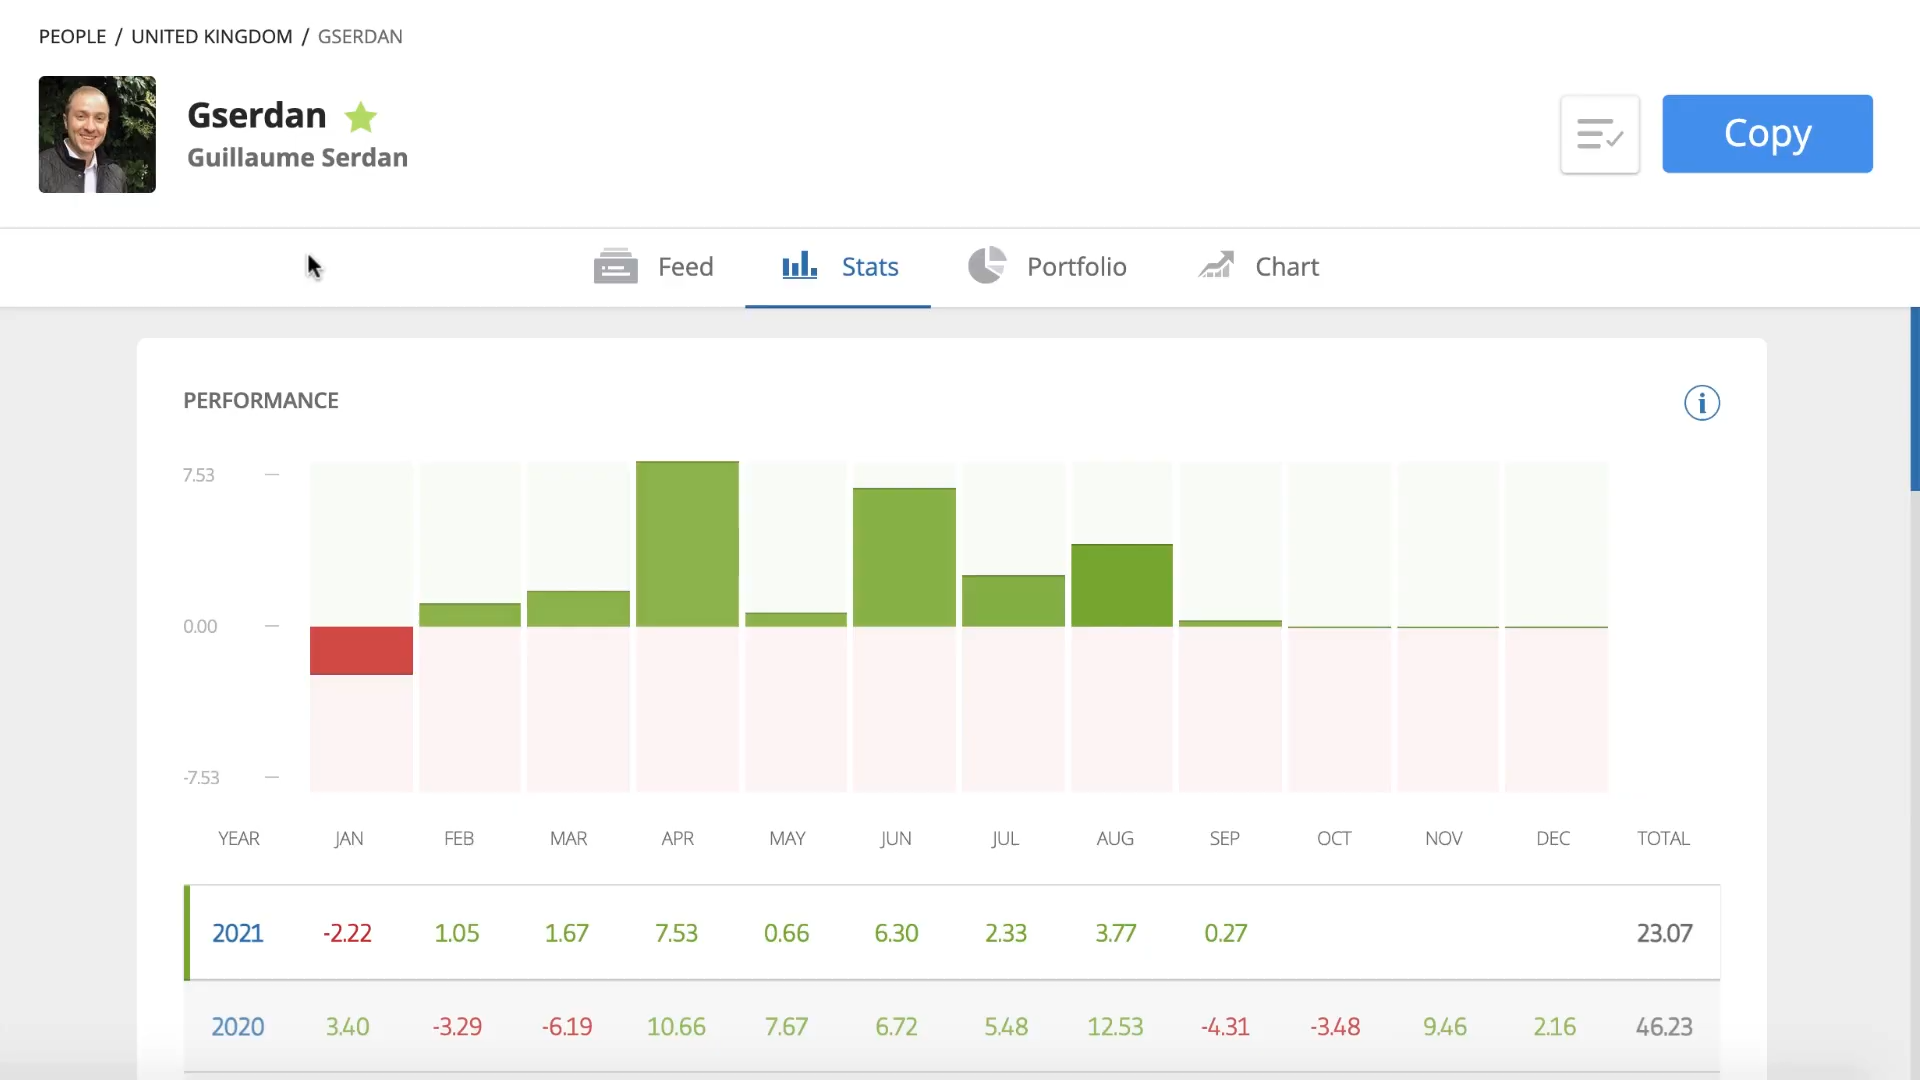 PEOPLE / UNITED KINGDOM / GSERDAN
Gserdan
Guillaume Serdan
Copy
Feed Stats Portfolio Chart
PERFORMANCE
i
7.53
0.00
-7.53
YEAR JAN FEB MAR APR MAY JUN JUL AUG SEP OCT NOV DEC TOTAL
2021 -2.22 1.05 1.67 7.53 0.66 6.30 2.33 3.77 0.27 23.07
2020 3.40 -3.29 -6.19 10.66 7.67 6.72 5.48 12.53 -4.31 -3.48 9.46 2.16 46.23